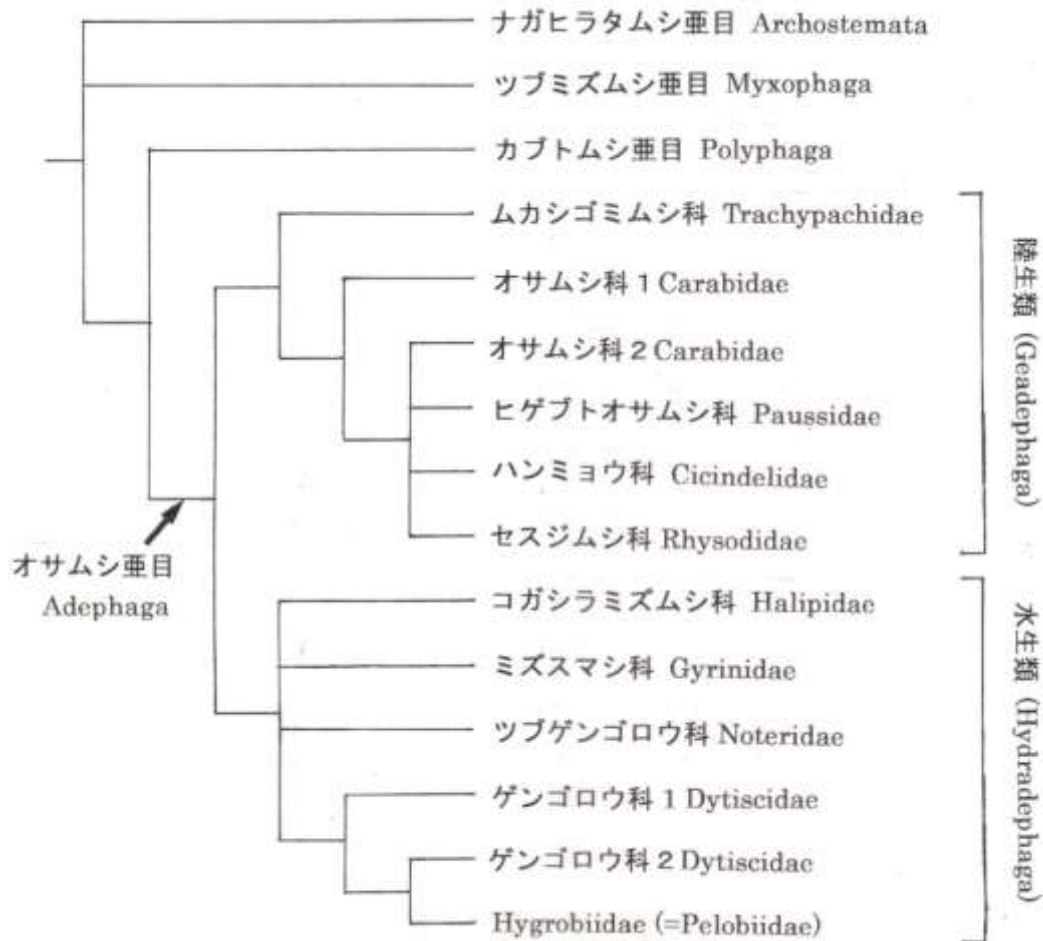 ナガヒラタムシ亜目 Archostemata
ツブミズムシ亜目 Myxophaga
カブトムシ亜目 Polyphaga
ムカシゴミムシ科 Trachypachidae
オサムシ科 1 Carabidae
オサムシ科 2 Carabidae
ヒゲブトオサムシ科 Paussidae
ハンミョウ科 Cicindelidae
セスジムシ科 Rhysodidae
陸生類 (Geadephaga)
オサムシ亜目
Adephaga
コガシラミズムシ科 Halipidae
ミズスマシ科 Gyrinidae
ツブゲンゴロウ科 Noteridae
ゲンゴロウ科 1 Dytiscidae
ゲンゴロウ科 2 Dytiscidae
Hygrobiidae (=Pelobiidae)
水生類 (Hydradephaga)